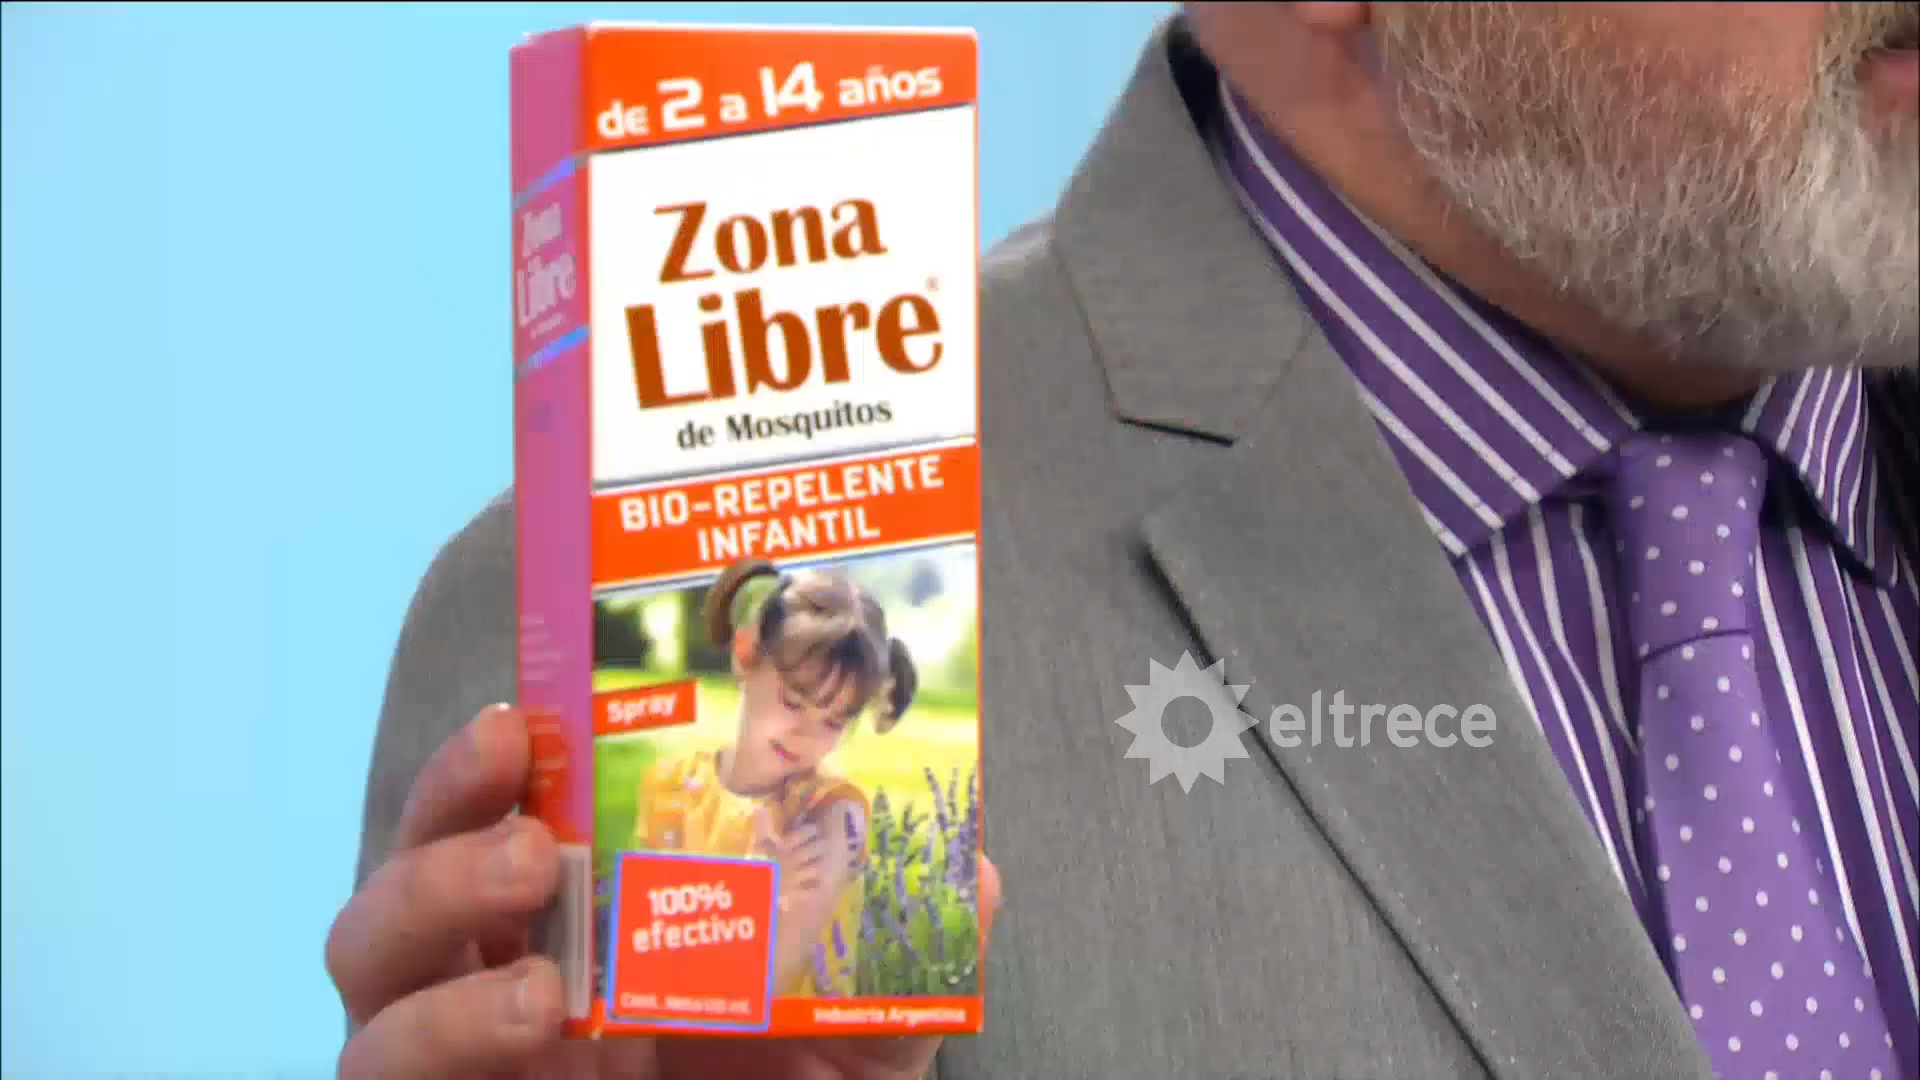 de 2 a 14 años
Zona
Libre®
de Mosquitos
BIO-REPELENTE
INFANTIL
Spray
100%
efectivo
Industria Argentina
Zona
Libre
eltrece